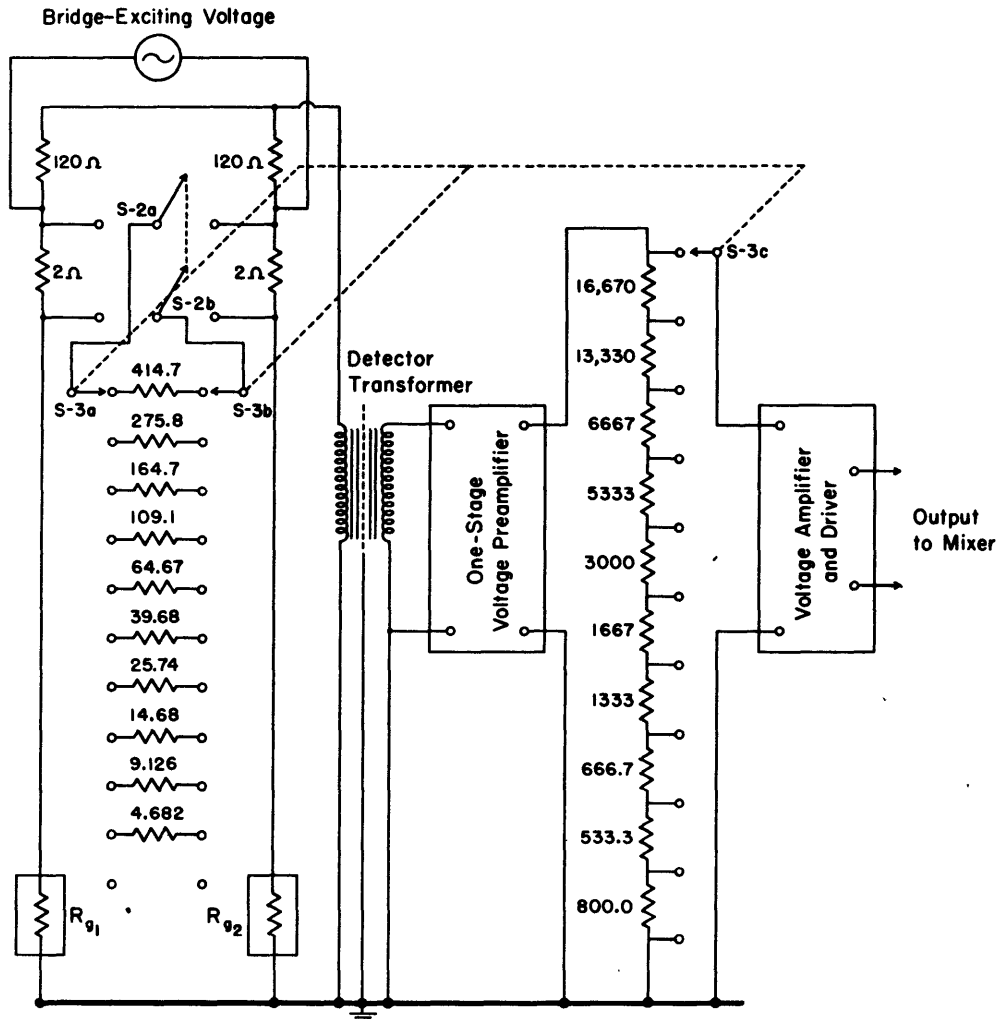 Bridge-Exciting Voltage
120 Ω
120 Ω
S-2a
S-3c
2 Ω
2 Ω
S-2b
16,670
13,330
414.7
Detector
Transformer
S-3a
S-3b
6667
275.8
164.7
5333
109.1
One-Stage
Voltage Preamplifier
Voltage Amplifier
and Driver
Output
to Mixer
3000
64.67
1667
39.68
25.74
1333
14.68
666.7
9.126
4.682
533.3
800.0
Rg1
Rg2